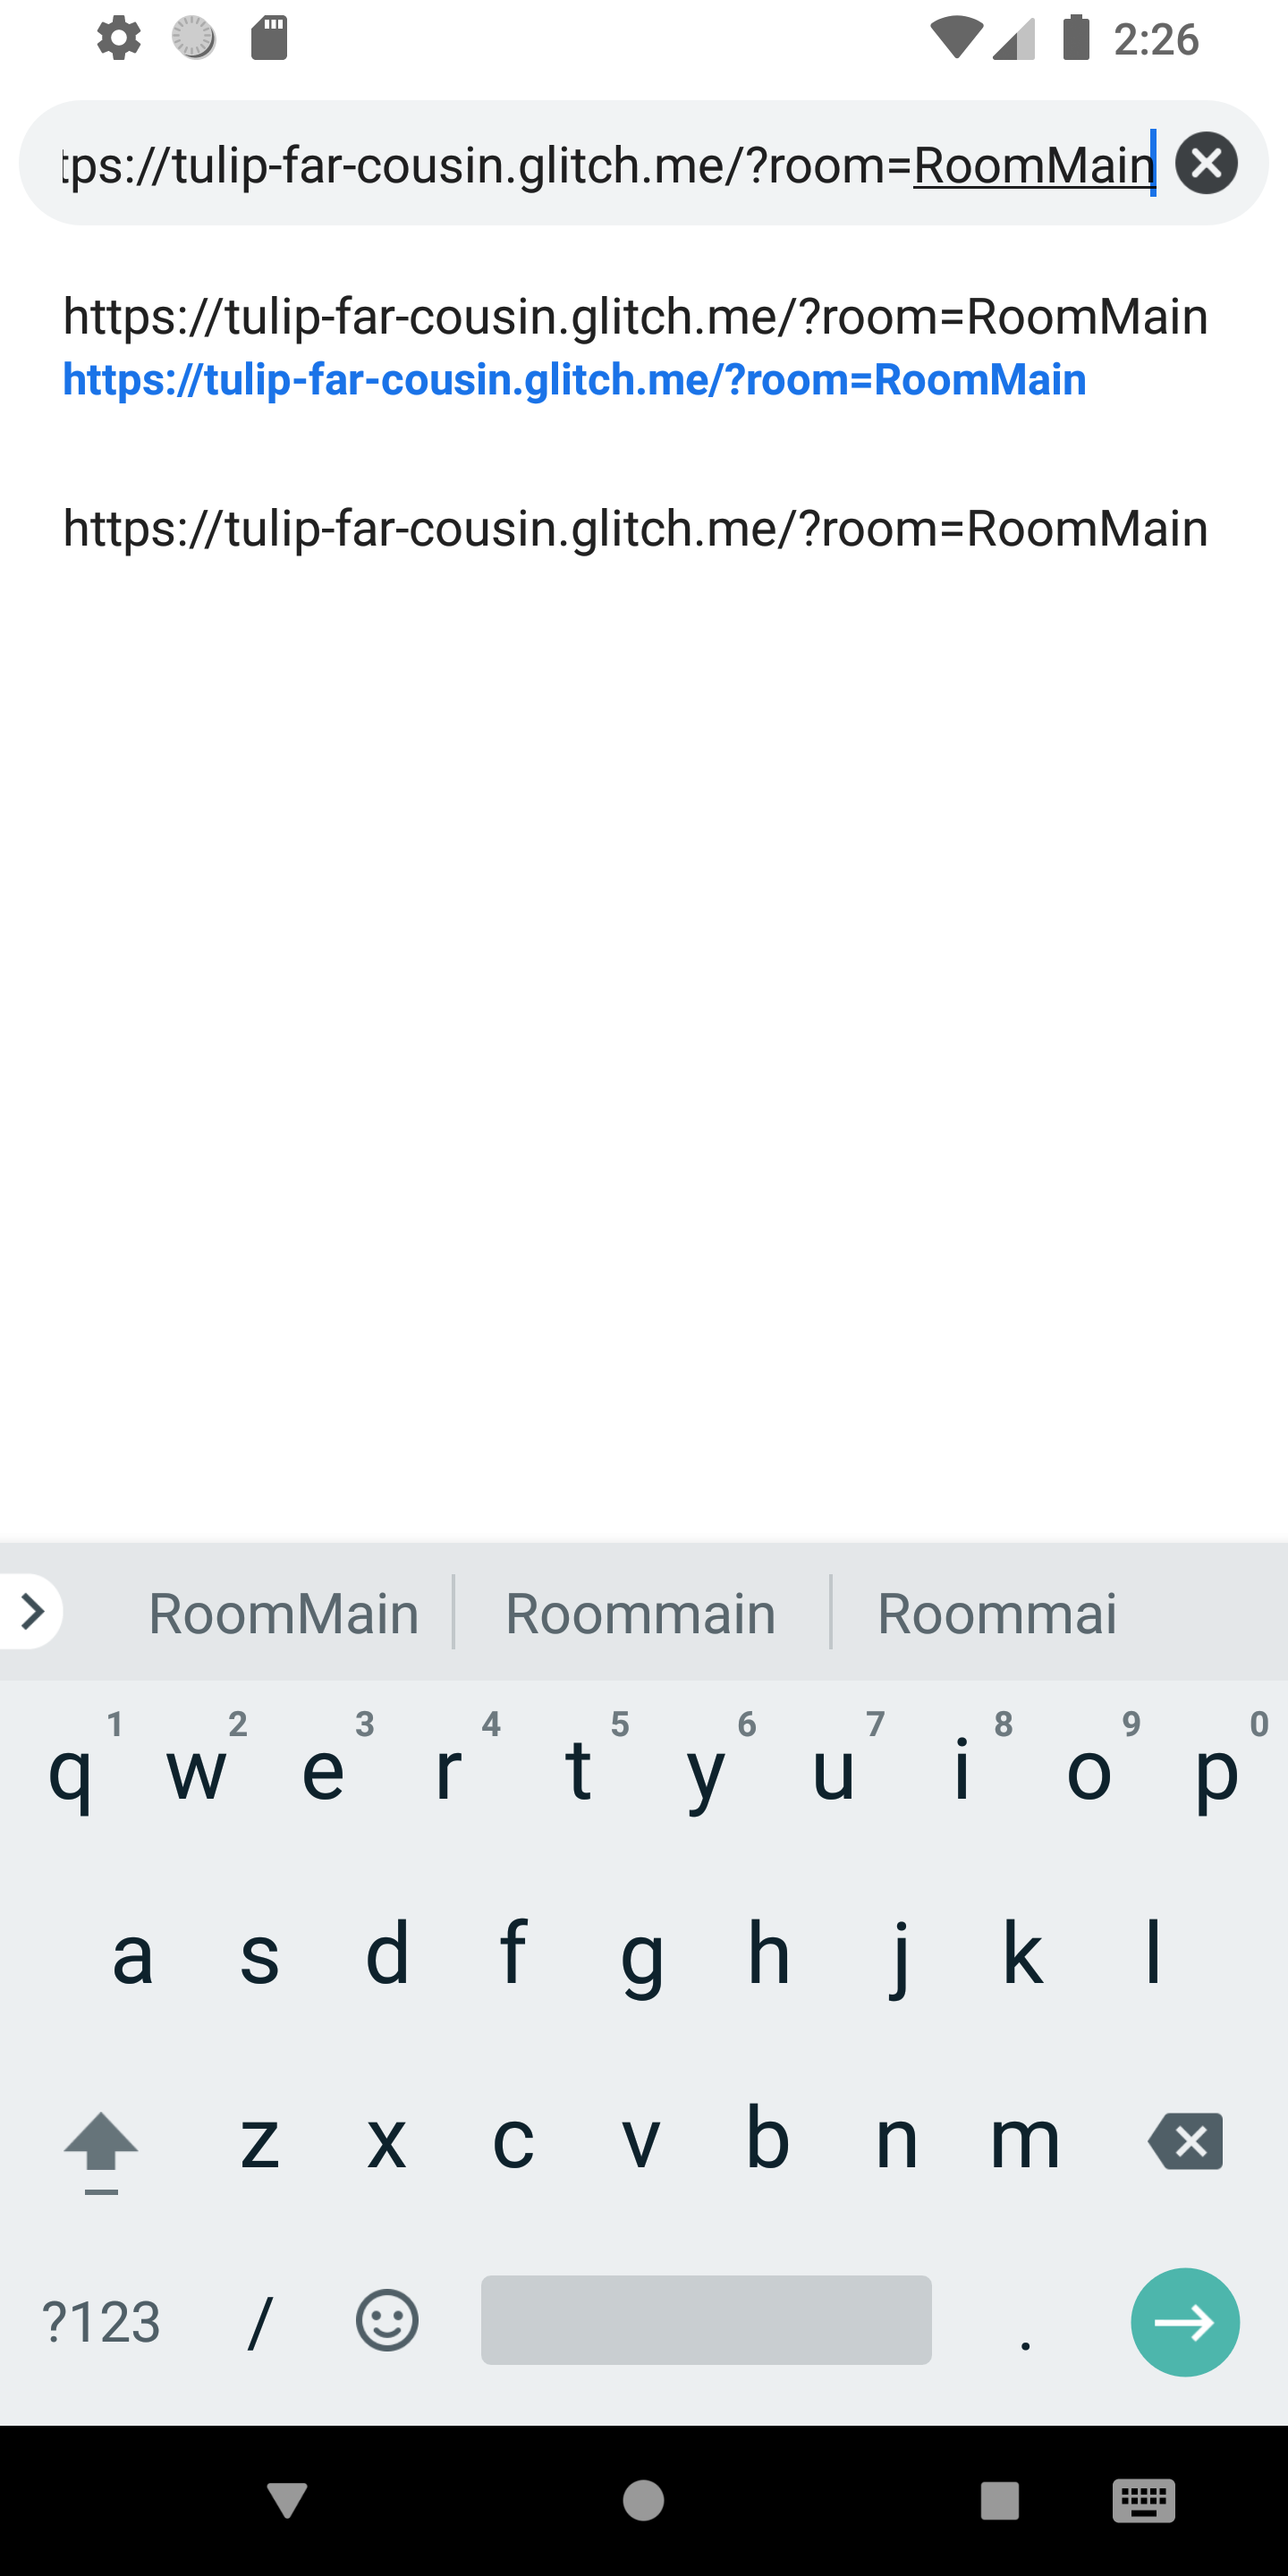 2:26
tps://tulip-far-cousin.glitch.me/?room=RoomMain
https://tulip-far-cousin.glitch.me/?room=RoomMain
https://tulip-far-cousin.glitch.me/?room=RoomMain
https://tulip-far-cousin.glitch.me/?room=RoomMain
RoomMain Roommain Roommai
1 2 3 4 5 6 7 8 9 0
q w e r t y u i o p
a s d f g h j k l
z x c v b n m
?123 / .